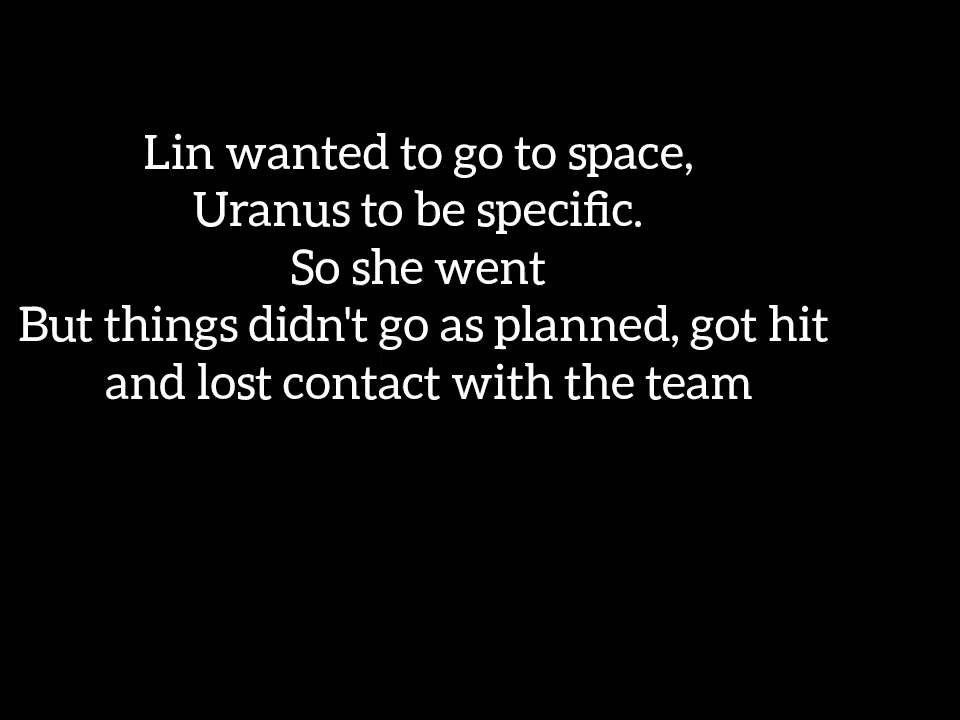 Lin wanted to go to space,
Uranus to be specific.
So she went
But things didn't go as planned, got hit
and lost contact with the team